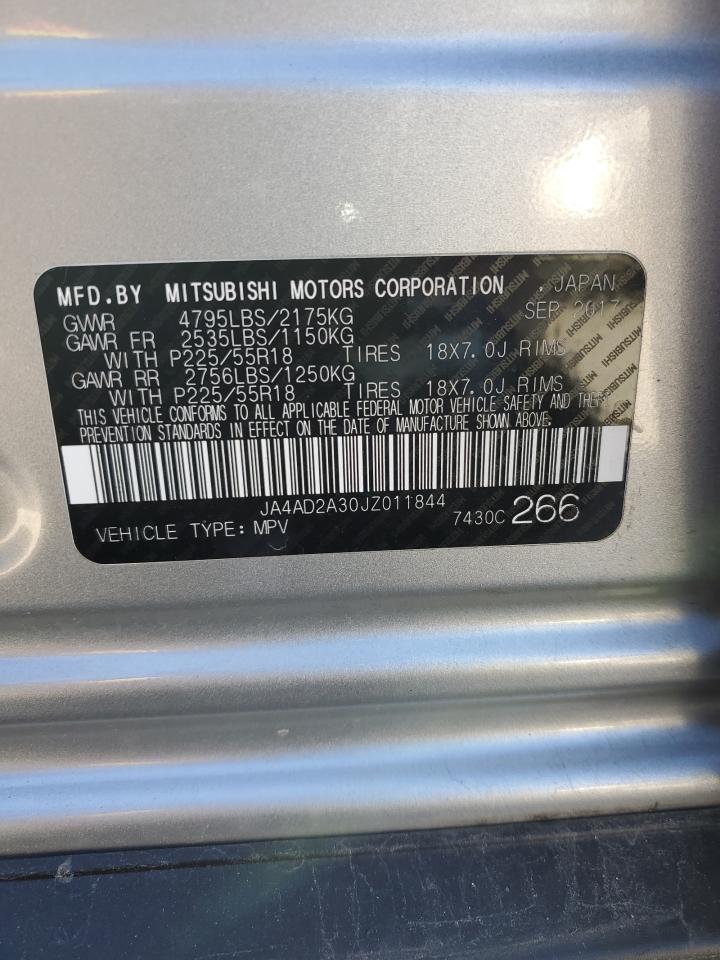 MFD.BY MITSUBISHI MOTORS CORPORATION , JAPAN
GVWR 4795LBS/2175KG SEP 2017
GAWR FR 2535LBS/1150KG
WITH P225/55R18 TIRES 18X7.0J RIMS
GAWR RR 2756LBS/1250KG
WITH P225/55R18 TIRES 18X7.0J RIMS
THIS VEHICLE CONFORMS TO ALL APPLICABLE FEDERAL MOTOR VEHICLE SAFETY AND THEFT
PREVENTION STANDARDS IN EFFECT ON THE DATE OF MANUFACTURE SHOWN ABOVE.
JA4AD2A30JZ011844
VEHICLE TYPE: MPV 7430C 266